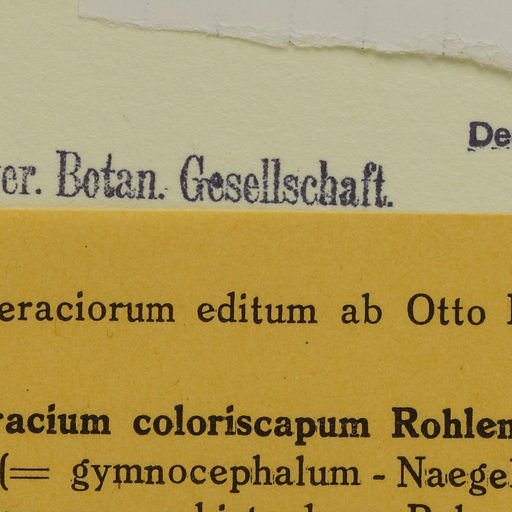 De
er. Botan. Gesellschaft.
eraciorum editum ab Otto
racium coloriscapum Rohlen
(= gymnocephalum - Naegel